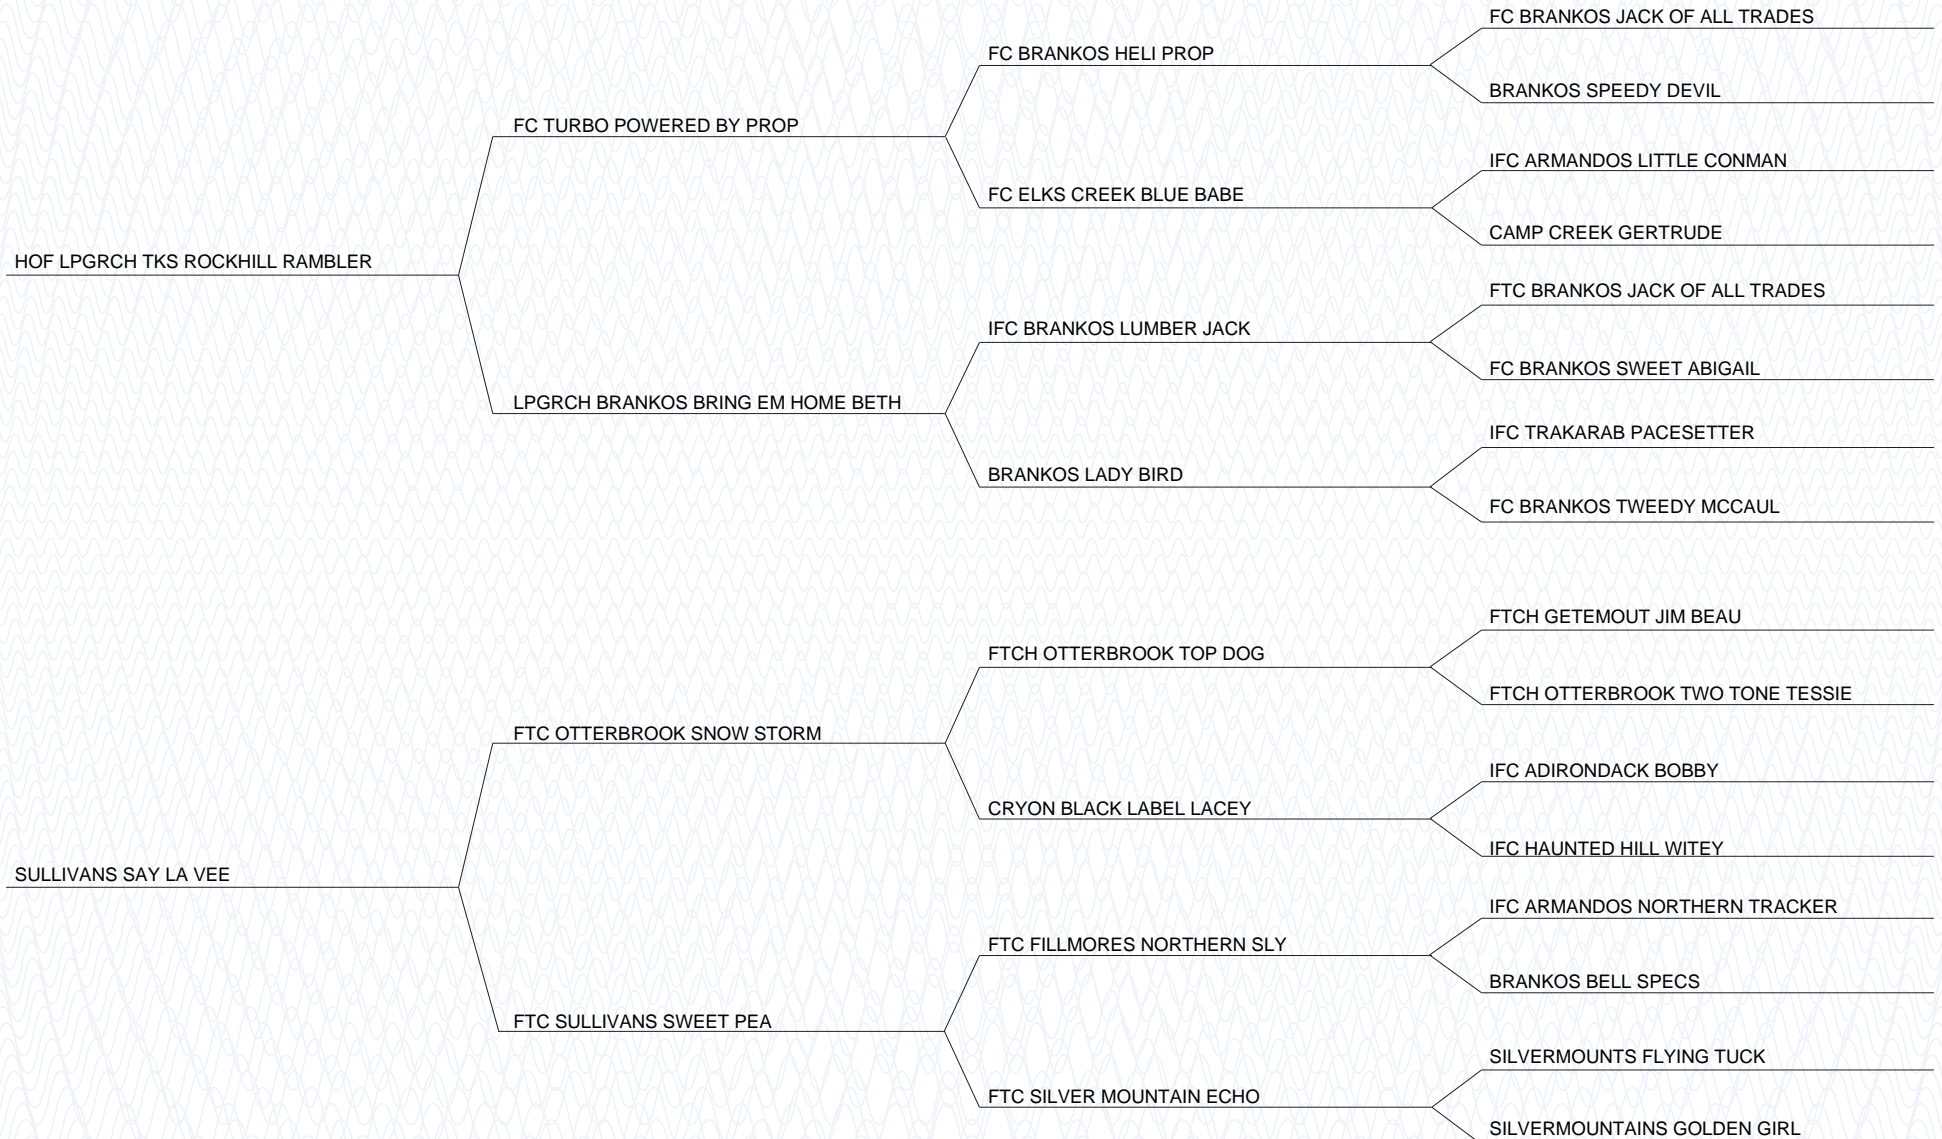 FC BRANKOS JACK OF ALL TRADES
FC BRANKOS HELI PROP
BRANKOS SPEEDY DEVIL
FC TURBO POWERED BY PROP
IFC ARMANDOS LITTLE CONMAN
FC ELKS CREEK BLUE BABE
CAMP CREEK GERTRUDE
HOF LPGRCH TKS ROCKHILL RAMBLER
FTC BRANKOS JACK OF ALL TRADES
IFC BRANKOS LUMBER JACK
FC BRANKOS SWEET ABIGAIL
LPGRCH BRANKOS BRING EM HOME BETH
IFC TRAKARAB PACESETTER
BRANKOS LADY BIRD
FC BRANKOS TWEEDY MCCAUL
FTCH GETEMOUT JIM BEAU
FTCH OTTERBROOK TOP DOG
FTCH OTTERBROOK TWO TONE TESSIE
FTC OTTERBROOK SNOW STORM
IFC ADIRONDACK BOBBY
CRYON BLACK LABEL LACEY
IFC HAUNTED HILL WITEY
SULLIVANS SAY LA VEE
IFC ARMANDOS NORTHERN TRACKER
FTC FILLMORES NORTHERN SLY
BRANKOS BELL SPECS
FTC SULLIVANS SWEET PEA
SILVERMOUNTS FLYING TUCK
FTC SILVER MOUNTAIN ECHO
SILVERMOUNTAINS GOLDEN GIRL